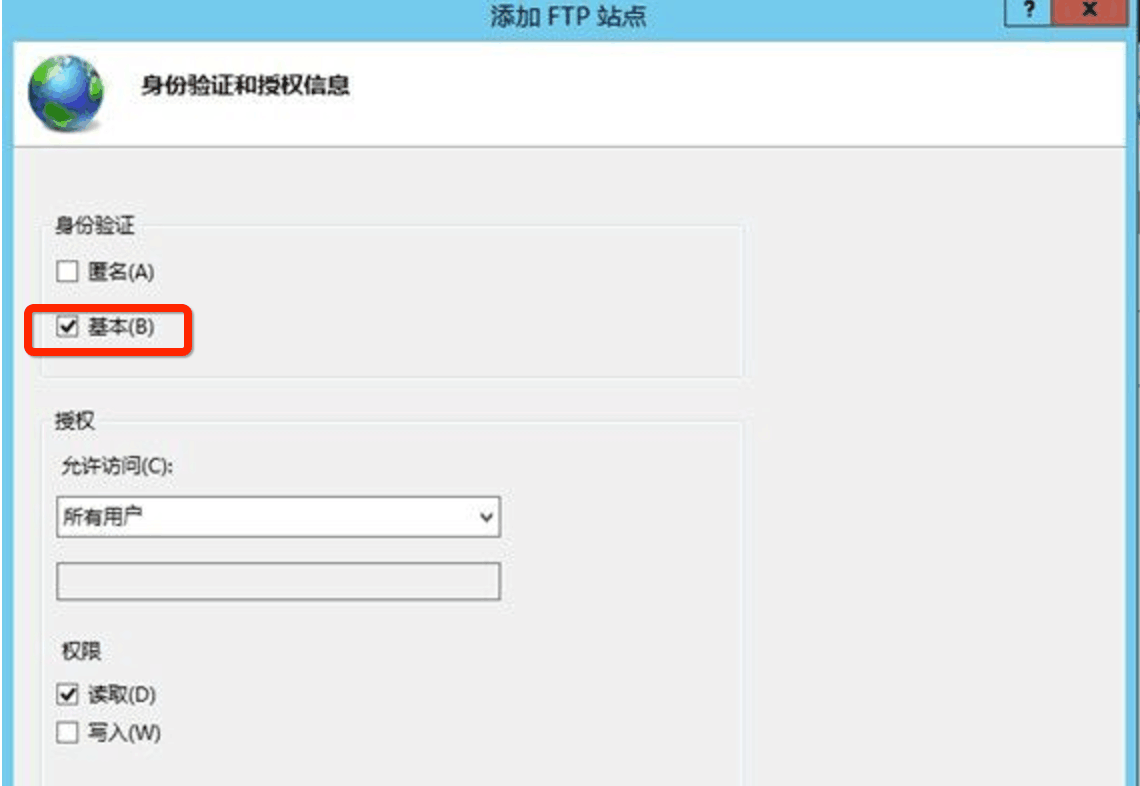 添加 FTP 站点
?
x
身份验证和授权信息
身份验证
匿名(A)
基本(B)
授权
允许访问(C):
所有用户
权限
读取(D)
写入(W)